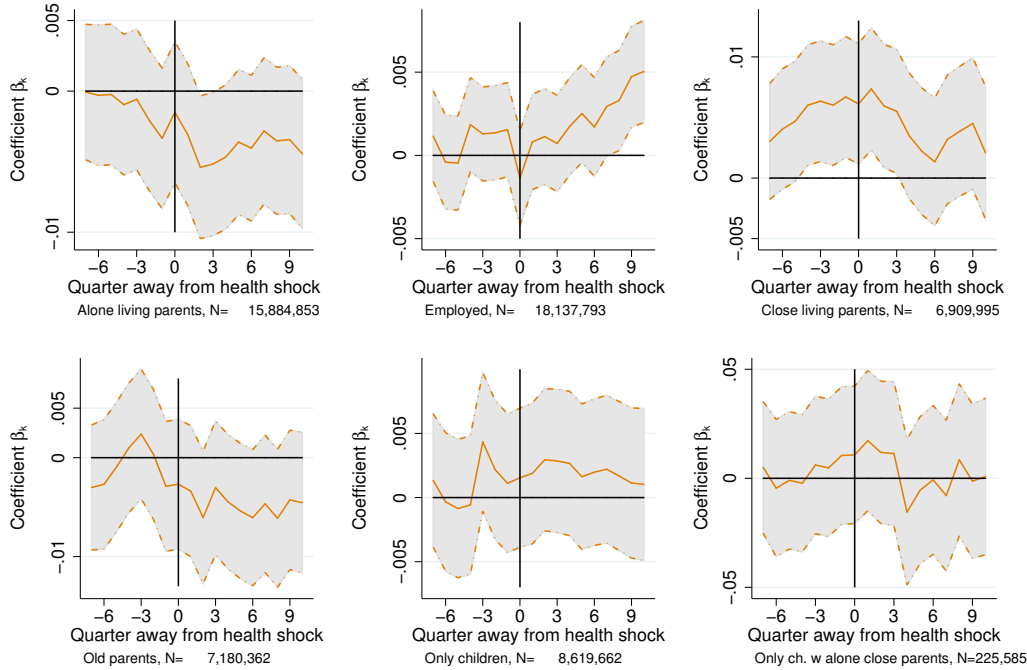 Coefficient βk
.005
0
-.01
-6 -3 0 3 6 9
Quarter away from health shock
Alone living parents, N= 15,884,853
Coefficient βk
.005
0
-.005
-6 -3 0 3 6 9
Quarter away from health shock
Employed, N= 18,137,793
Coefficient βk
.01
0
-.005
-6 -3 0 3 6 9
Quarter away from health shock
Close living parents, N= 6,909,995
Coefficient βk
.005
0
-.01
-6 -3 0 3 6 9
Quarter away from health shock
Old parents, N= 7,180,362
Coefficient βk
.005
0
-.005
-6 -3 0 3 6 9
Quarter away from health shock
Only children, N= 8,619,662
Coefficient βk
.05
0
-.05
-6 -3 0 3 6 9
Quarter away from health shock
Only ch. w alone close parents, N=225,585